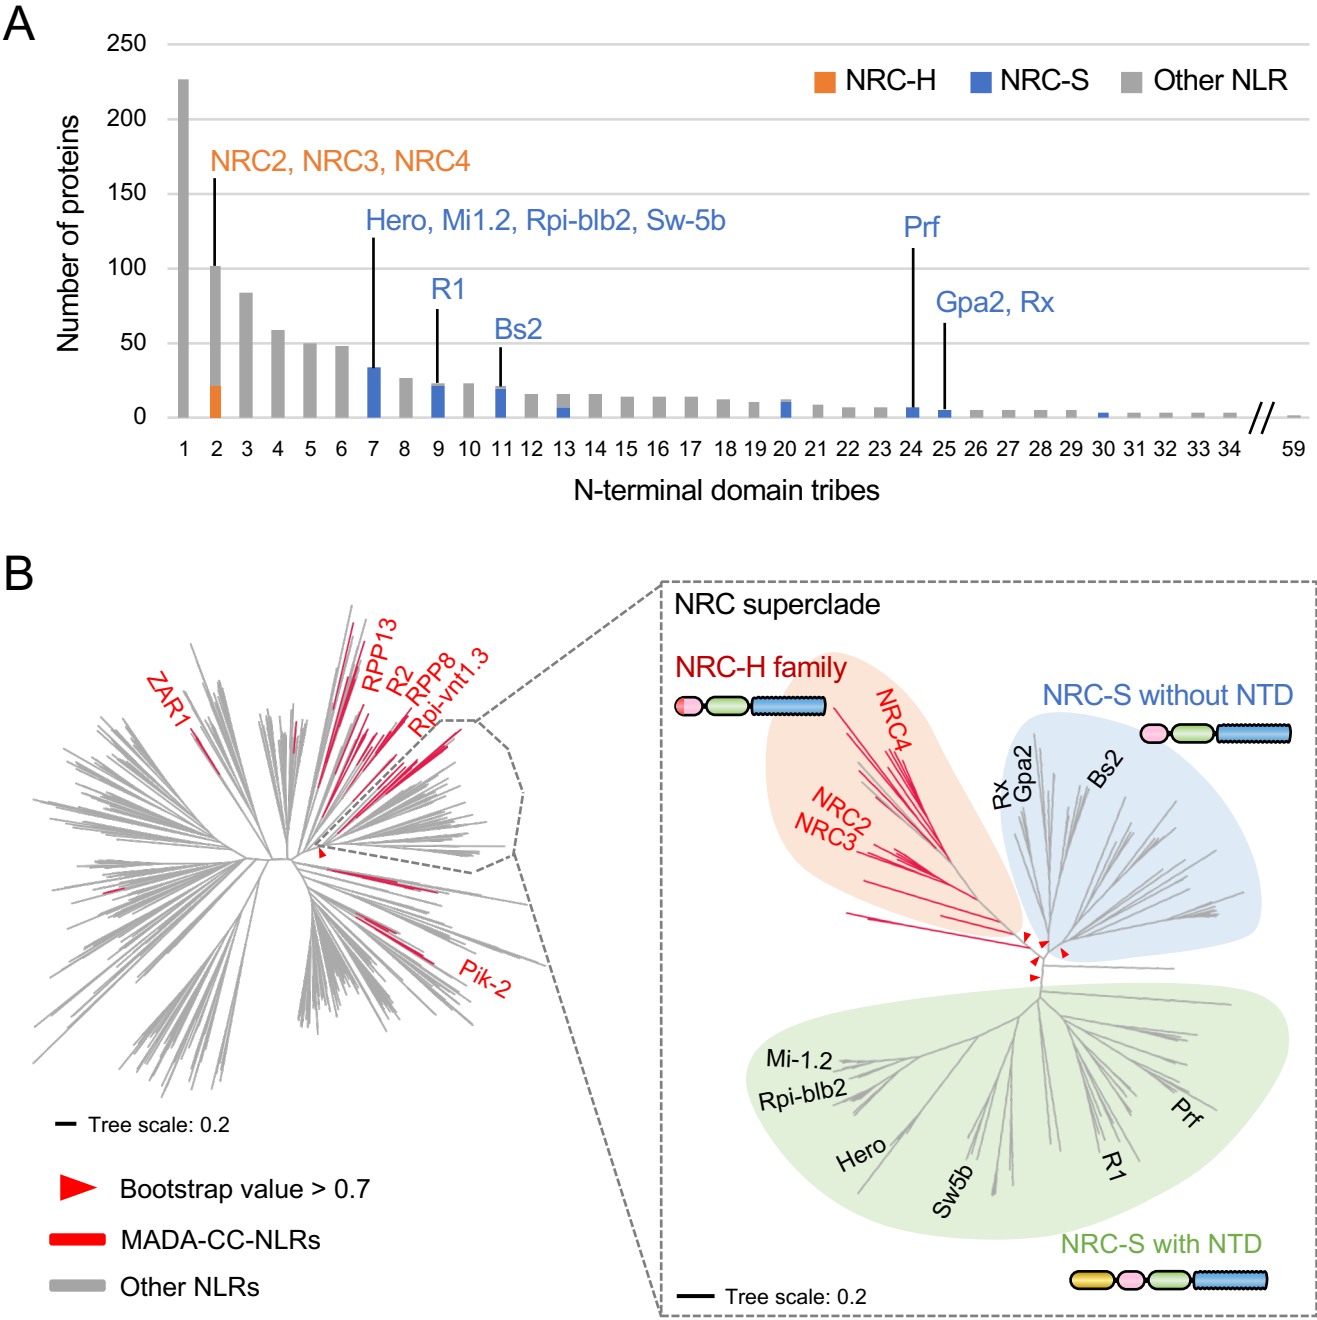 A
250
200
150
100
50
0
Number of proteins
NRC-H
NRC-S
Other NLR
NRC2, NRC3, NRC4
Hero, Mi1.2, Rpi-blb2, Sw-5b
R1
Bs2
Prf
Gpa2, Rx
1 2 3 4 5 6 7 8 9 10 11 12 13 14 15 16 17 18 19 20 21 22 23 24 25 26 27 28 29 30 31 32 33 34 // 59
N-terminal domain tribes
B
ZAR1
RPP13
R2
RPP8
Rpi-vnt1.3
Pik-2
Tree scale: 0.2
Bootstrap value > 0.7
MADA-CC-NLRs
Other NLRs
NRC superclade
NRC-H family
NRC4
NRC2
NRC3
NRC-S without NTD
Rx
Gpa2
Bs2
Mi-1.2
Rpi-blb2
Hero
Sw5b
R1
Prf
NRC-S with NTD
Tree scale: 0.2